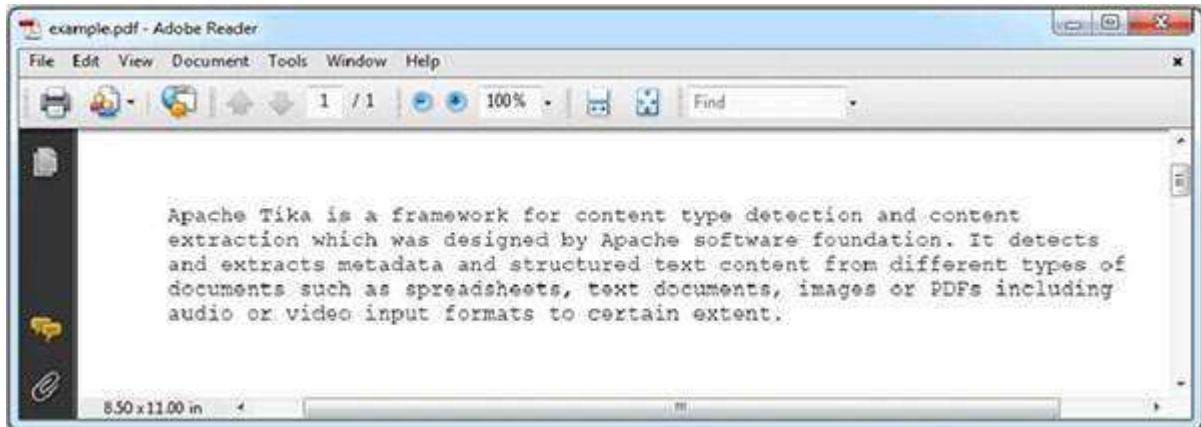 example.pdf - Adobe Reader
File Edit View Document Tools Window Help
1 / 1 100% Find
Apache Tika is a framework for content type detection and content
extraction which was designed by Apache software foundation. It detects
and extracts metadata and structured text content from different types of
documents such as spreadsheets, text documents, images or PDFs including
audio or video input formats to certain extent.
8.50 x 11.00 in